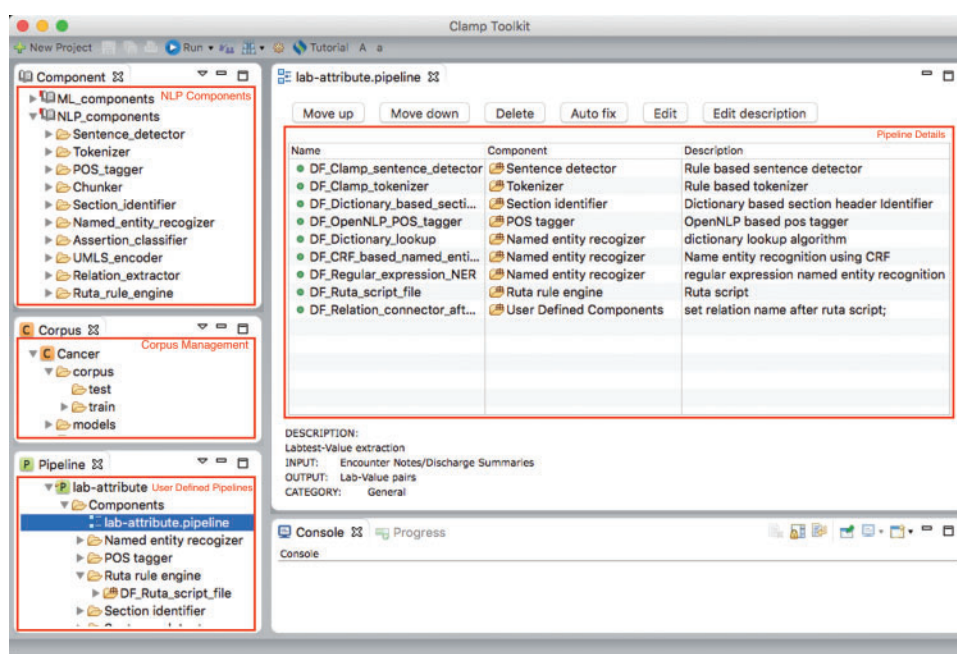 Clamp Toolkit
New Project Run Tutorial A a
Component
NLP Components
ML_components
NLP_components
Sentence_detector
Tokenizer
POS_tagger
Chunker
Section_identifier
Named_entity_recogizer
Assertion_classifier
UMLS_encoder
Relation_extractor
Ruta_rule_engine
C Corpus
Corpus Management
C Cancer
corpus
test
train
models
P Pipeline
P lab-attribute User Defined Pipelines
Components
lab-attribute.pipeline
Named entity recogizer
POS tagger
Ruta rule engine
DF_Ruta_script_file
Section identifier
lab-attribute.pipeline
Move up Move down Delete Auto fix Edit Edit description
Pipeline Details
Name Component Description
DF_Clamp_sentence_detector Sentence detector Rule based sentence detector
DF_Clamp_tokenizer Tokenizer Rule based tokenizer
DF_Dictionary_based_secti... Section identifier Dictionary based section header Identifier
DF_OpenNLP_POS_tagger POS tagger OpenNLP based pos tagger
DF_Dictionary_lookup Named entity recogizer dictionary lookup algorithm
DF_CRF_based_named_enti... Named entity recogizer Name entity recognition using CRF
DF_Regular_expression_NER Named entity recogizer regular expression named entity recognition
DF_Ruta_script_file Ruta rule engine Ruta script
DF_Relation_connector_aft... User Defined Components set relation name after ruta script;
DESCRIPTION:
Labtest-Value extraction
INPUT: Encounter Notes/Discharge Summaries
OUTPUT: Lab-Value pairs
CATEGORY: General
Console Progress
Console